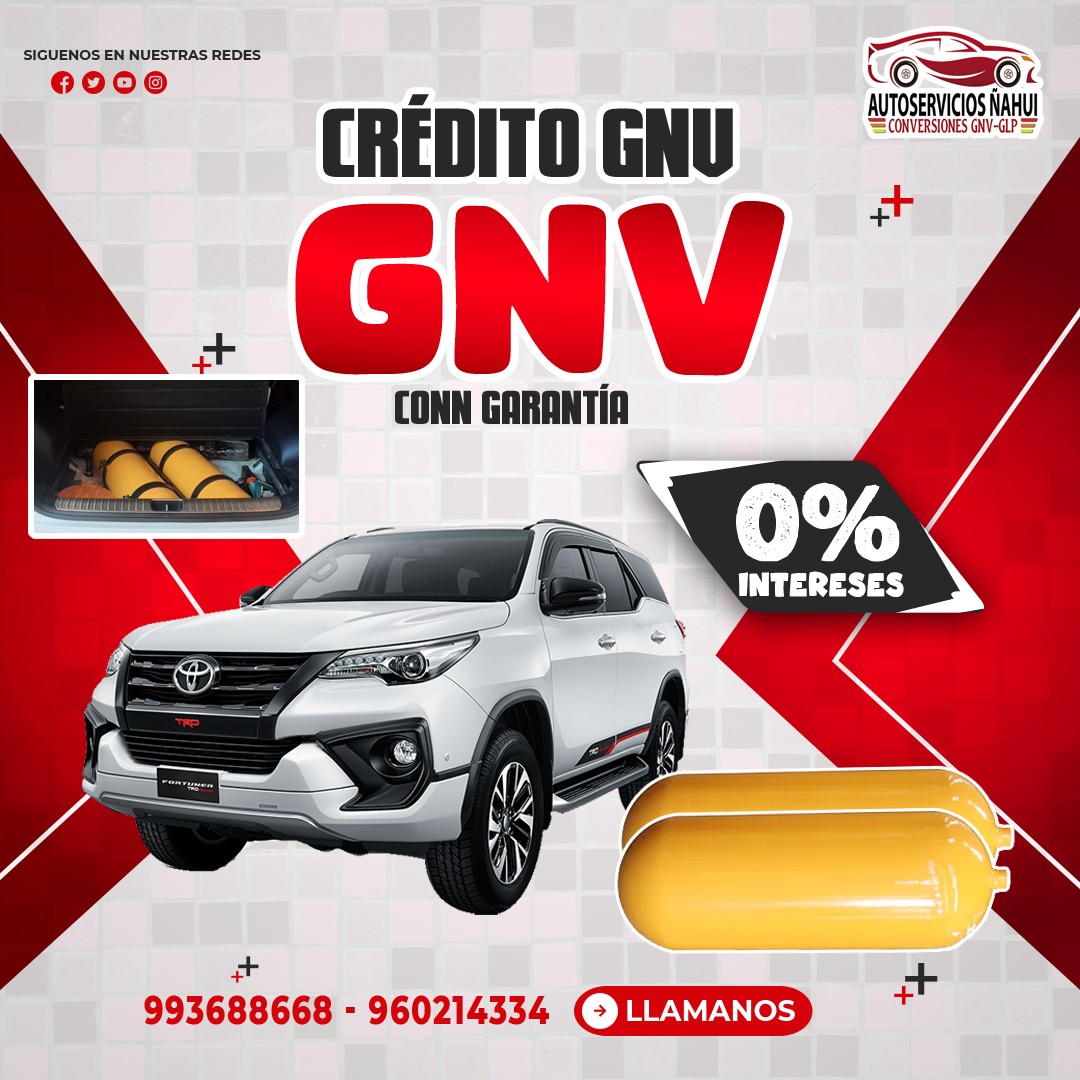 SIGUENOS EN NUESTRAS REDES
AUTOSERVICIOS ÑAHUI
CONVERSIONES GNV-GLP
CRÉDITO GNV
GNV
CONN GARANTÍA
0%
INTERESES
TRD
FORTUNER
993688668 - 960214334
LLAMANOS